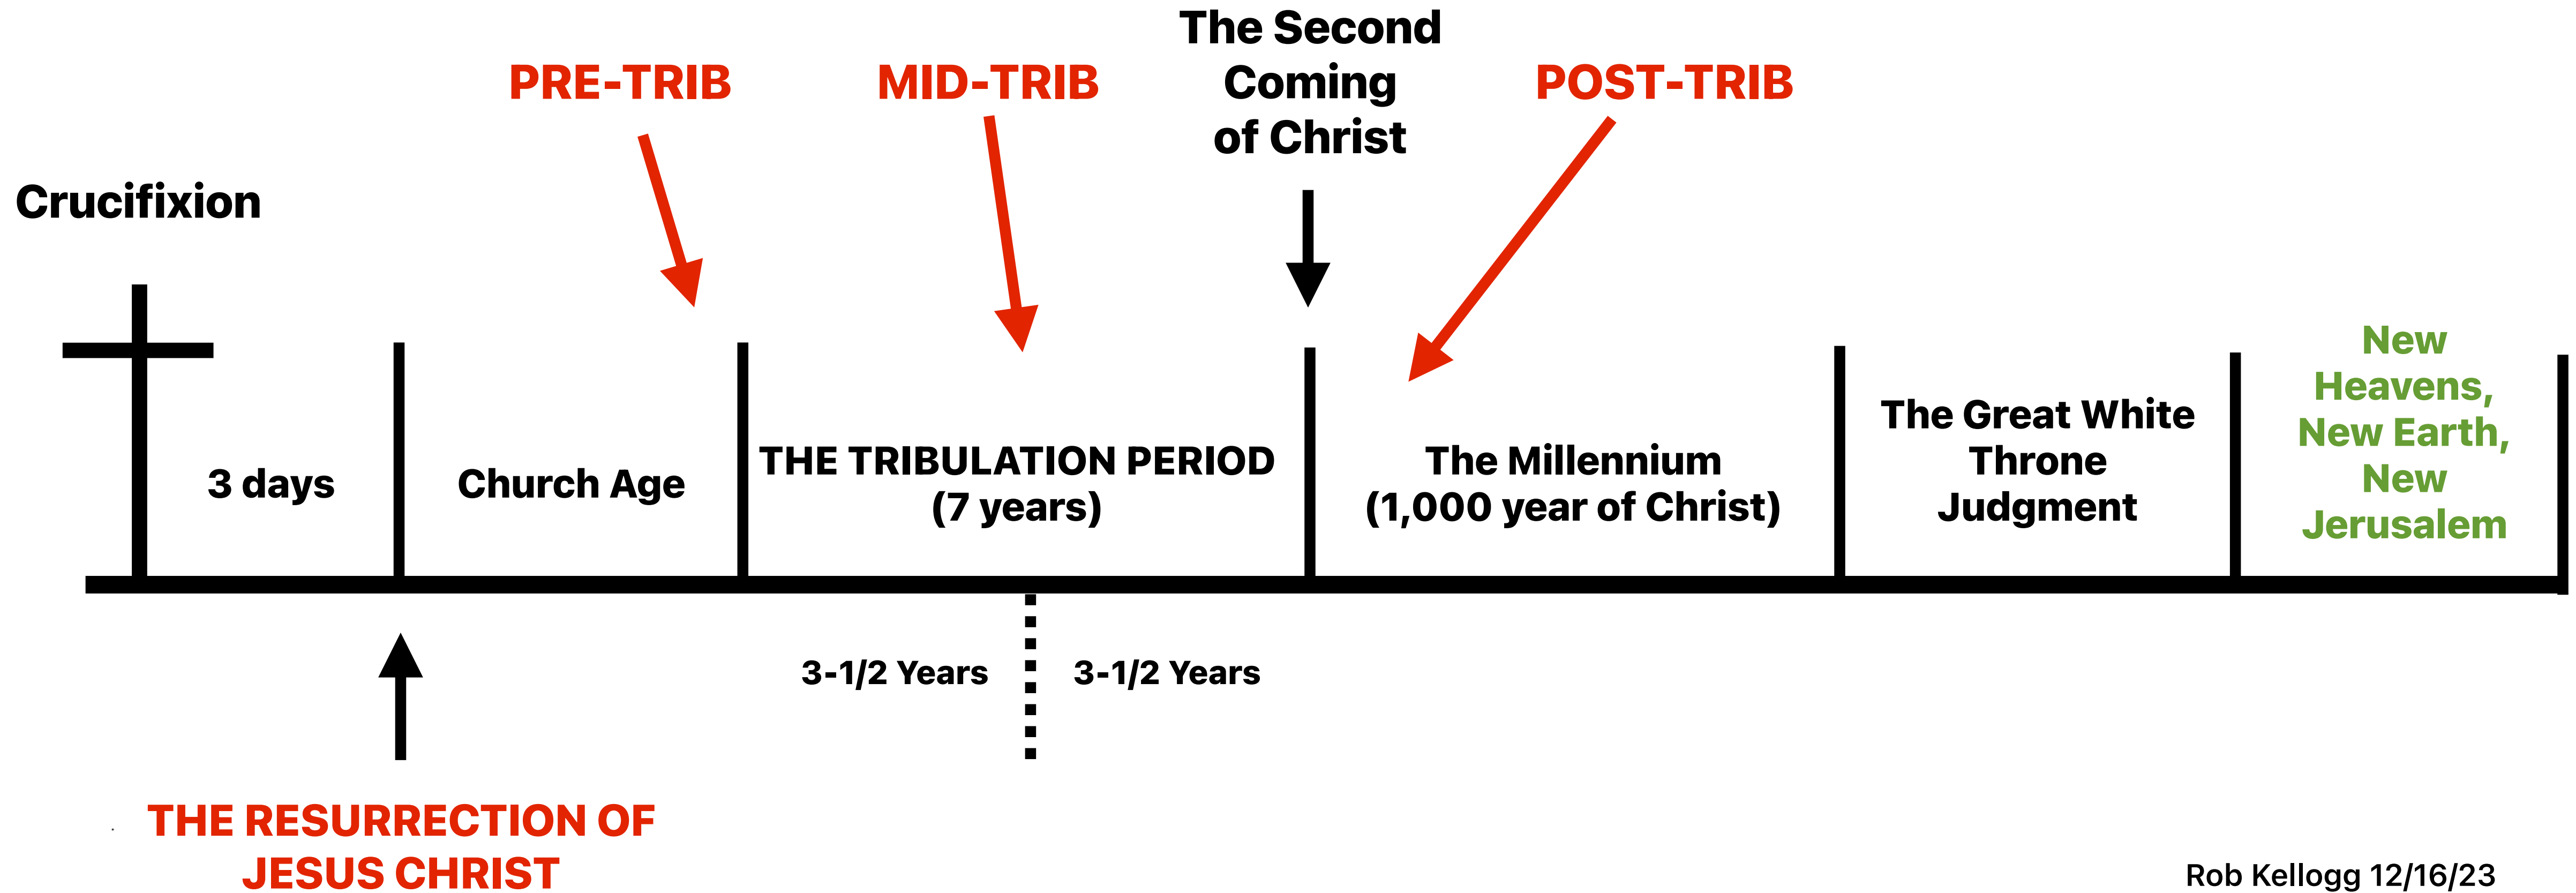 The Second
Coming
of Christ
PRE-TRIB
MID-TRIB
POST-TRIB
Crucifixion
3 days
Church Age
THE TRIBULATION PERIOD
(7 years)
The Millennium
(1,000 year of Christ)
The Great White
Throne
Judgment
New
Heavens,
New Earth,
New
Jerusalem
3-1/2 Years
3-1/2 Years
THE RESURRECTION OF
JESUS CHRIST
Rob Kellogg 12/16/23